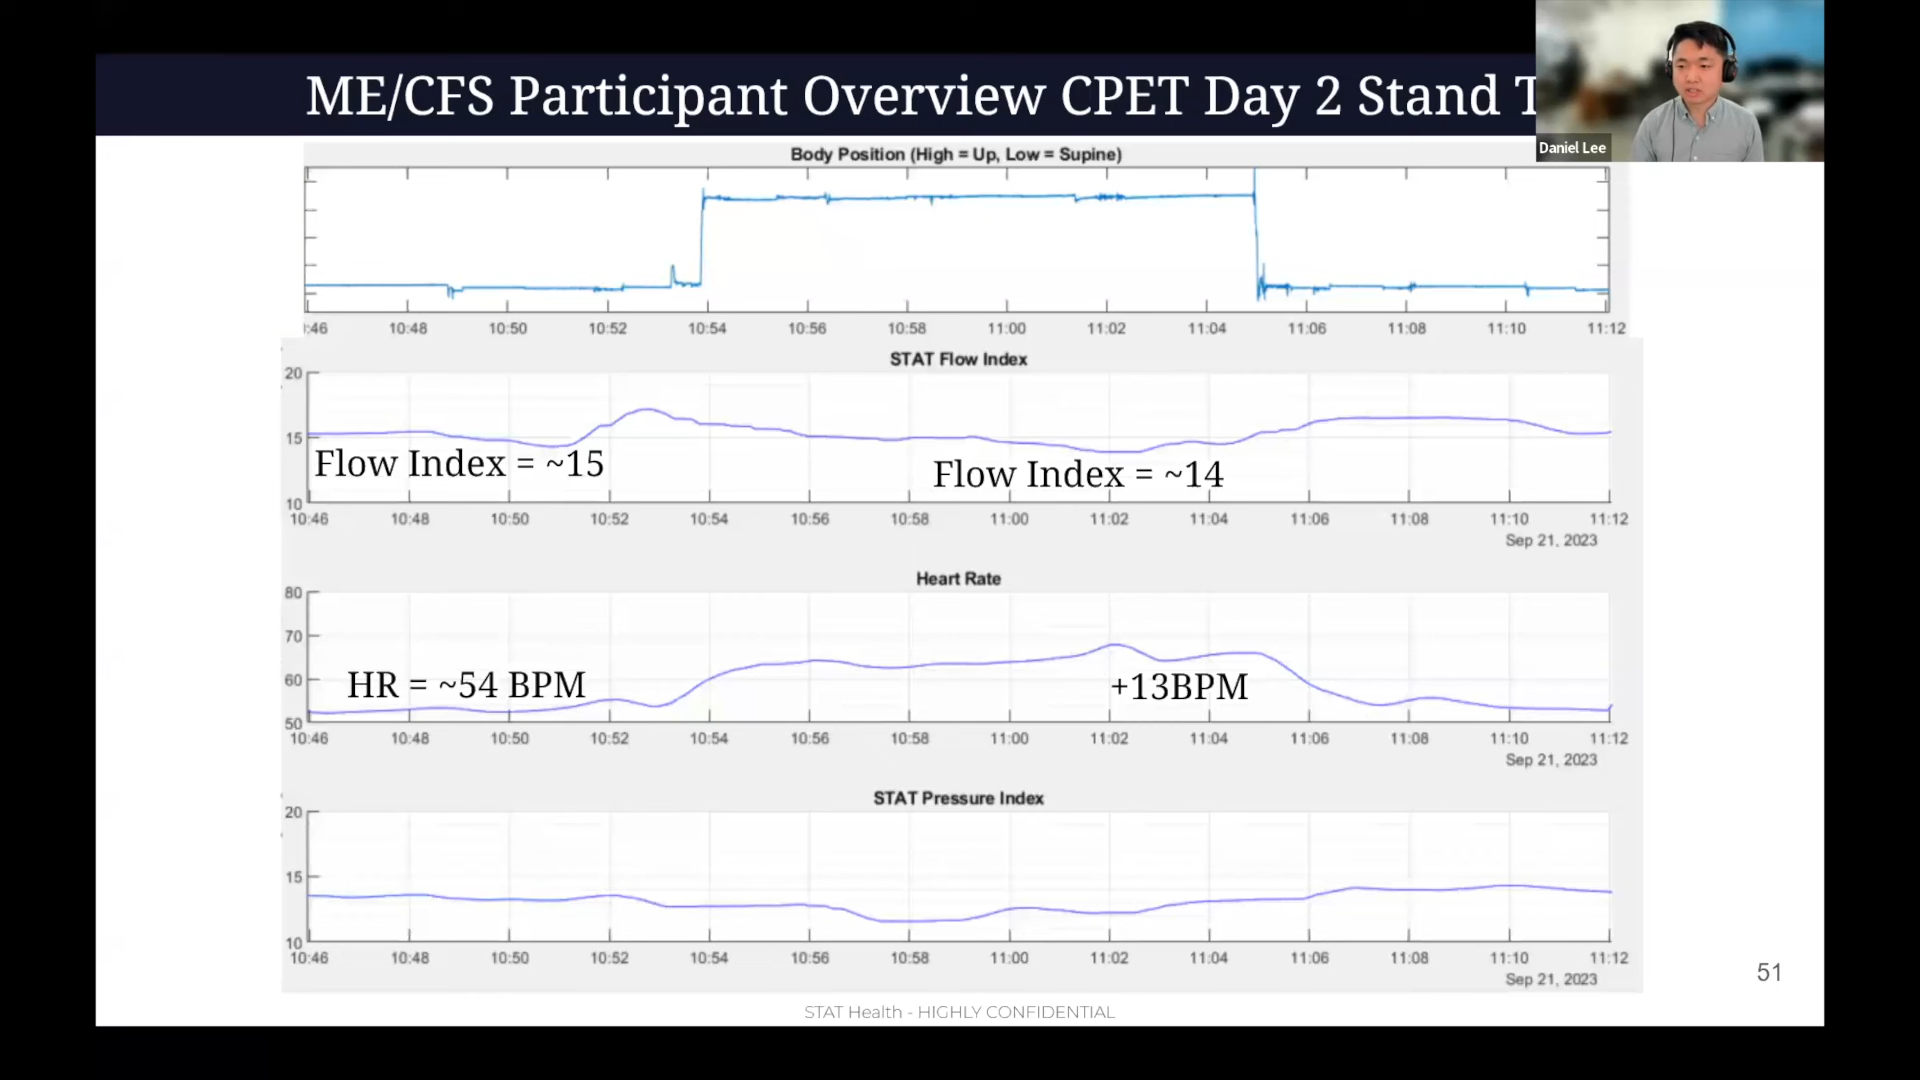 ME/CFS Participant Overview CPET Day 2 Stand T
Daniel Lee
Body Position (High = Up, Low = Supine)
:46 10:48 10:50 10:52 10:54 10:56 10:58 11:00 11:02 11:04 11:06 11:08 11:10 11:12
STAT Flow Index
20
15
Flow Index = ~15
Flow Index = ~14
10
10:46 10:48 10:50 10:52 10:54 10:56 10:58 11:00 11:02 11:04 11:06 11:08 11:10 11:12
Sep 21, 2023
Heart Rate
80
70
60
HR = ~54 BPM
+13BPM
50
10:46 10:48 10:50 10:52 10:54 10:56 10:58 11:00 11:02 11:04 11:06 11:08 11:10 11:12
Sep 21, 2023
STAT Pressure Index
20
15
10
10:46 10:48 10:50 10:52 10:54 10:56 10:58 11:00 11:02 11:04 11:06 11:08 11:10 11:12
Sep 21, 2023
51
STAT Health - HIGHLY CONFIDENTIAL